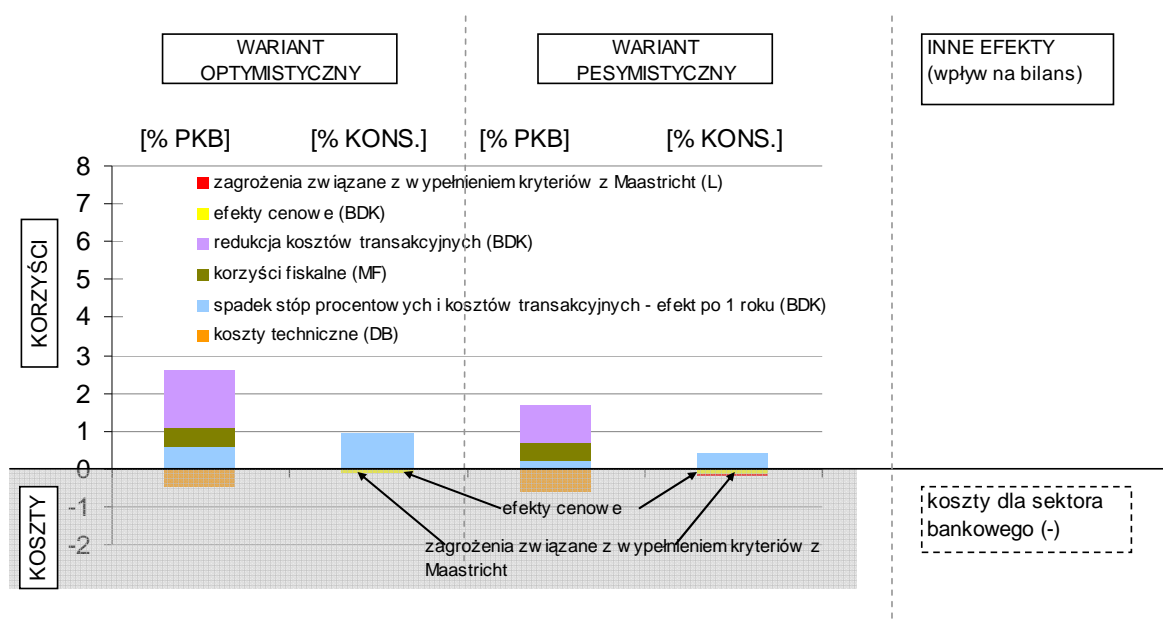 WARIANT
OPTYMISTYCZNY
WARIANT
PESYMISTYCZNY
INNE EFEKTY
(wpływ na bilans)
[% PKB]
[% KONS.]
[% PKB]
[% KONS.]
KORZYŚCI
8
7
6
5
4
3
2
1
0
-1
-2
zagrożenia związane z wypełnieniem kryteriów z Maastricht (L)
efekty cenowe (BDK)
redukcja kosztów transakcyjnych (BDK)
korzyści fiskalne (MF)
spadek stóp procentowych i kosztów transakcyjnych - efekt po 1 roku (BDK)
koszty techniczne (DB)
KOSZTY
efekty cenowe
zagrożenia związane z wypełnieniem kryteriów z
Maastricht
koszty dla sektora
bankowego (-)